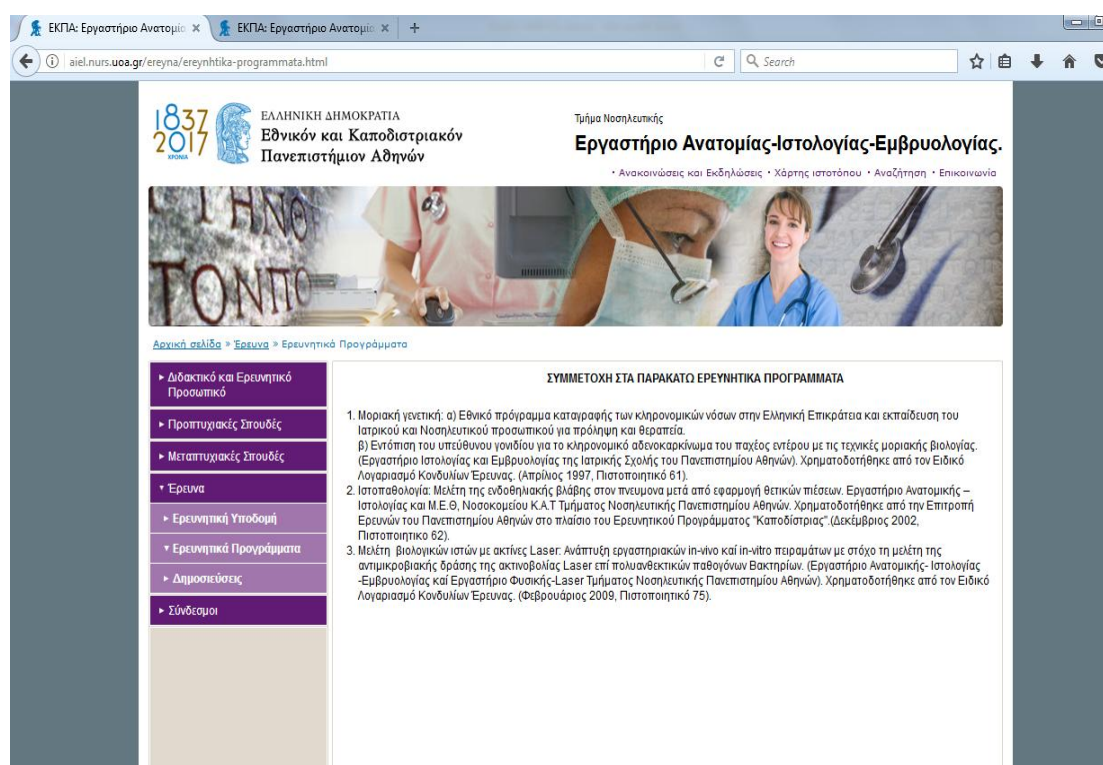 ΕΚΠΑ: Εργαστήριο Ανατομία
ΕΚΠΑ: Εργαστήριο Ανατομία
aiel.nurs.uoa.gr/ereyna/ereynhtika-programmata.html
Search
1837
2017
ΧΡΟΝΙΑ
ΕΛΛΗΝΙΚΗ ΔΗΜΟΚΡΑΤΙΑ
Εθνικόν και Καποδιστριακόν
Πανεπιστήμιον Αθηνών
Τμήμα Νοσηλευτικής
Εργαστήριο Ανατομίας-Ιστολογίας-Εμβρυολογίας.
• Ανακοινώσεις και Εκδηλώσεις • Χάρτης ιστοτόπου • Αναζήτηση • Επικοινωνία
ΤΟΝΠΟ
Αρχική σελίδα » Έρευνα » Ερευνητικά Προγράμματα
Διδακτικό και Ερευνητικό
Προσωπικό
Προπτυχιακές Σπουδές
Μεταπτυχιακές Σπουδές
Έρευνα
Ερευνητική Υποδομή
Ερευνητικά Προγράμματα
Δημοσιεύσεις
Σύνδεσμοι
ΣΥΜΜΕΤΟΧΗ ΣΤΑ ΠΑΡΑΚΑΤΩ ΕΡΕΥΝΗΤΙΚΑ ΠΡΟΓΡΑΜΜΑΤΑ
1. Μοριακή γενετική: α) Εθνικό πρόγραμμα καταγραφής των κληρονομικών νόσων στην Ελληνική Επικράτεια και εκπαίδευση του
Ιατρικού και Νοσηλευτικού προσωπικού για πρόληψη και θεραπεία.
β) Εντόπιση του υπεύθυνου γονιδίου για το κληρονομικό αδενοκαρκίνωμα του παχέος εντέρου με τις τεχνικές μοριακής βιολογίας.
(Εργαστήριο Ιστολογίας και Εμβρυολογίας της Ιατρικής Σχολής του Πανεπιστημίου Αθηνών). Χρηματοδοτήθηκε από τον Ειδικό
Λογαριασμό Κονδυλίων Έρευνας. (Απρίλιος 1997, Πιστοποιητικό 61).
2. Ιστοπαθολογία: Μελέτη της ενδοθηλιακής βλάβης στον πνευμονα μετά από εφαρμογή θετικών πιέσεων. Εργαστήριο Ανατομικής –
Ιστολογίας και Μ.Ε.Θ, Νοσοκομείου Κ.Α.Τ Τμήματος Νοσηλευτικής Πανεπιστημίου Αθηνών. Χρηματοδοτήθηκε από την Επιτροπή
Ερευνών του Πανεπιστημίου Αθηνών στο πλαίσιο του Ερευνητικού Προγράμματος "Καποδίστριας".(Δεκέμβριος 2002,
Πιστοποιητικο 62).
3. Μελέτη βιολογικών ιστών με ακτίνες Laser: Ανάπτυξη εργαστηριακών in-vivo καί in-vitro πειραμάτων με στόχο τη μελέτη της
αντιμικροβιακής δράσης της ακτινοβολίας Laser επί πολυανθεκτικών παθογόνων Βακτηρίων. (Εργαστήριο Ανατομικής- Ιστολογίας
-Εμβρυολογίας καί Εργαστήριο Φυσικής-Laser Τμήματος Νοσηλευτικής Πανεπιστημίου Αθηνών). Χρηματοδοτήθηκε από τον Ειδικό
Λογαριασμό Κονδυλίων Έρευνας. (Φεβρουάριος 2009, Πιστοποιητικό 75).